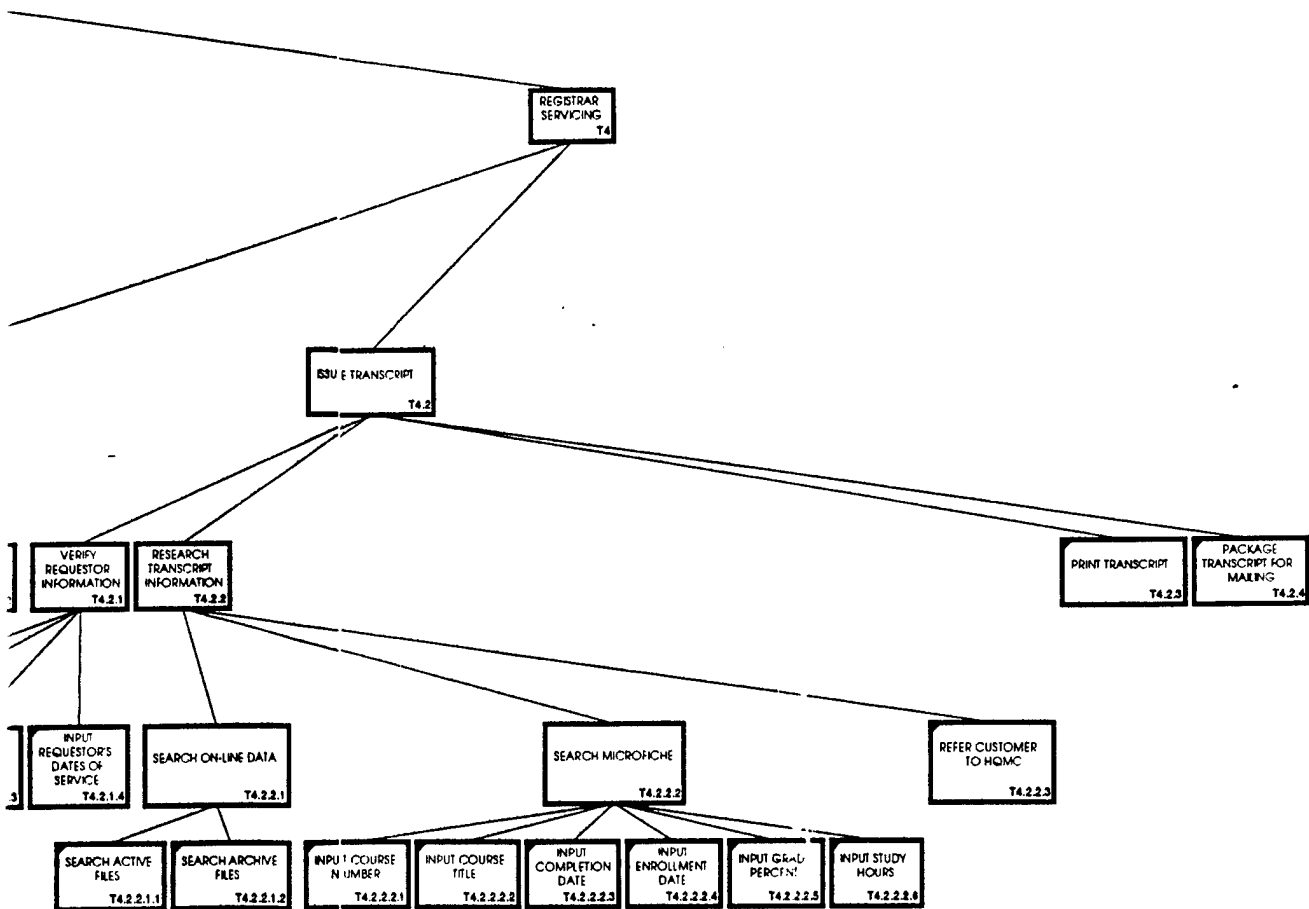 REGISTRAR
SERVICING
T4
ISSUE TRANSCRIPT
T4.2
VERIFY
REQUESTOR
INFORMATION
T4.2.1
RESEARCH
TRANSCRIPT
INFORMATION
T4.2.2
PRINT TRANSCRIPT
T4.2.3
PACKAGE
TRANSCRIPT FOR
MAILING
T4.2.4
.3
INPUT
REQUESTOR'S
DATES OF
SERVICE
T4.2.1.4
SEARCH ON-LINE DATA
T4.2.2.1
SEARCH MICROFICHE
T4.2.2.2
REFER CUSTOMER
TO HQMC
T4.2.2.3
SEARCH ACTIVE
FILES
T4.2.2.1.1
SEARCH ARCHIVE
FILES
T4.2.2.1.2
INPUT COURSE
NUMBER
T4.2.2.2.1
INPUT COURSE
TITLE
T4.2.2.2.2
INPUT
COMPLETION
DATE
T4.2.2.2.3
INPUT
ENROLLMENT
DATE
T4.2.2.2.4
INPUT GRAD
PERCENT
T4.2.2.2.5
INPUT STUDY
HOURS
T4.2.2.2.6